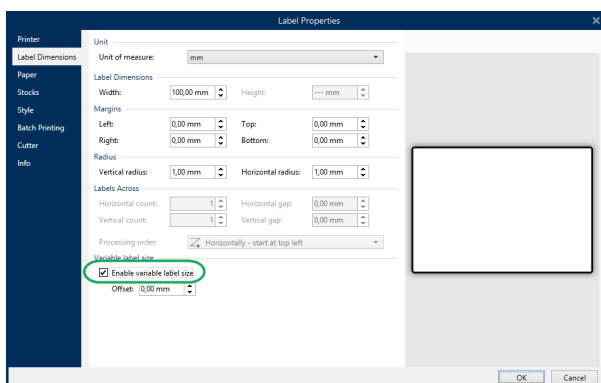 Label Properties
Printer
Label Dimensions
Paper
Stocks
Style
Batch Printing
Cutter
Info
Unit
Unit of measure: mm
Label Dimensions
Width: 100,00 mm Height: --- mm
Margins
Left: 0,00 mm Top: 0,00 mm
Right: 0,00 mm Bottom: 0,00 mm
Radius
Vertical radius: 1,00 mm Horizontal radius: 1,00 mm
Labels Across
Horizontal count: 1 Horizontal gap: 0,00 mm
Vertical count: 1 Vertical gap: 0,00 mm
Processing order: Horizontally - start at top left
Variable label size
Enable variable label size
Offset: 0,00 mm
OK Cancel